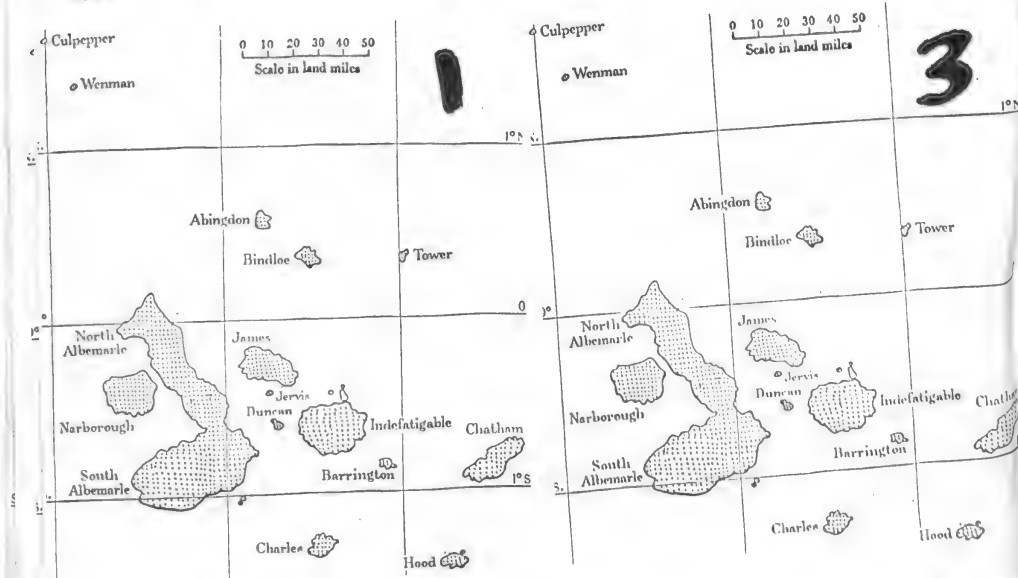 Culpepper
0 10 20 30 40 50
Scale in land miles
1
Wenman
1°N
Abingdon
Bindloe
Tower
0
1°
North
Albemarle
James
Jervis
Duncan
Narborough
Indefatigable
Chatham
South
Albemarle
Barrington
1°S
Charles
Hood
Culpepper
0 10 20 30 40 50
Scale in land miles
3
Wenman
1°N
Abingdon
Bindloe
Tower
North
Albemarle
James
Jervis
Duncan
Narborough
Indefatigable
Chatham
South
Albemarle
Barrington
S.
Charles
Hood